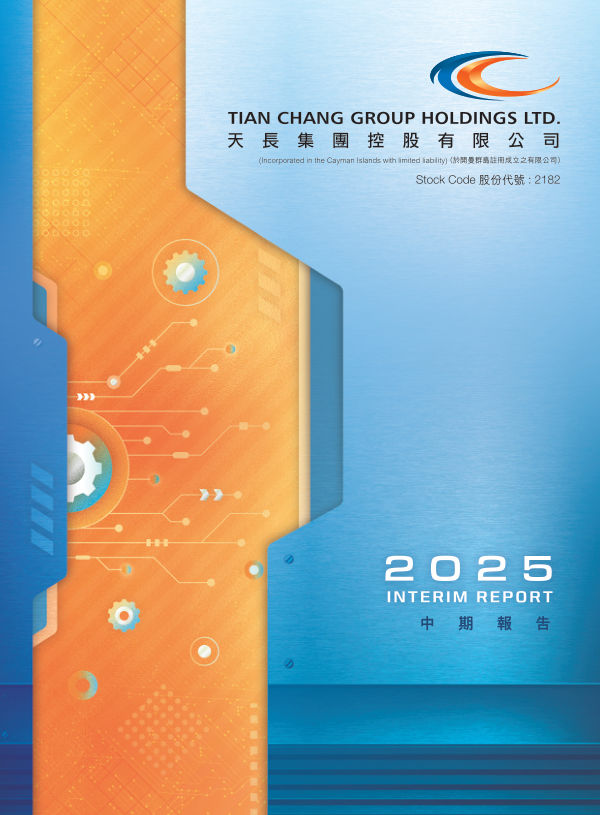 TIAN CHANG GROUP HOLDINGS LTD.
天長集團控股有限公司
(Incorporated in the Cayman Islands with limited liability) (於開曼群島註冊成立之有限公司)
Stock Code 股份代號 : 2182
2025
INTERIM REPORT
中期報告